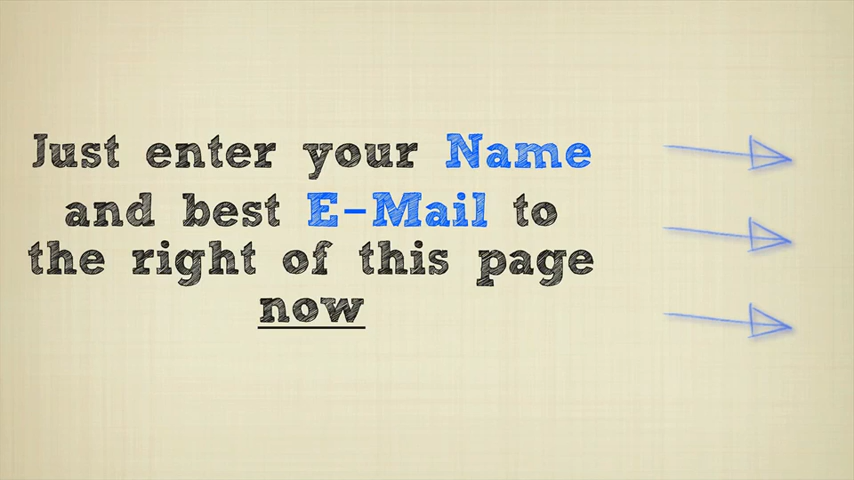 Just enter your Name
and best E-Mail to
the right of this page
now